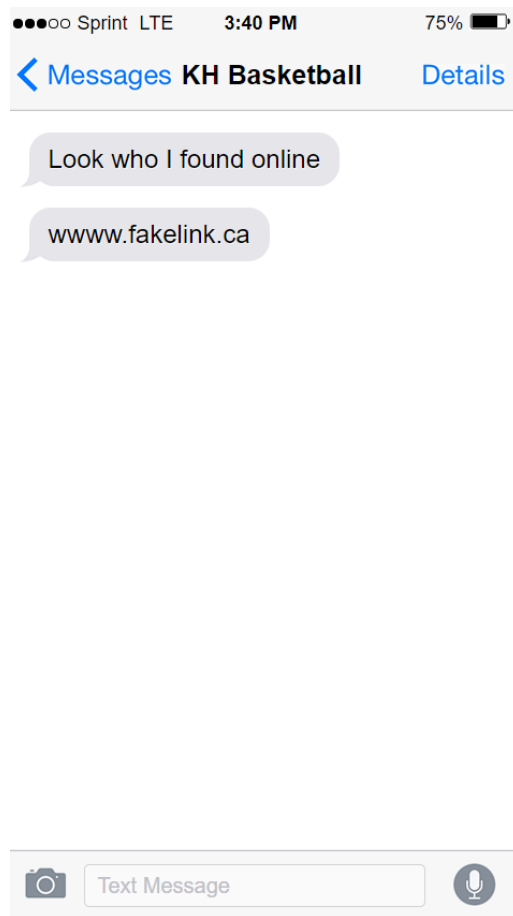 Sprint LTE 3:40 PM 75%
Messages KH Basketball Details
Look who I found online
wwww.fakelink.ca
Text Message